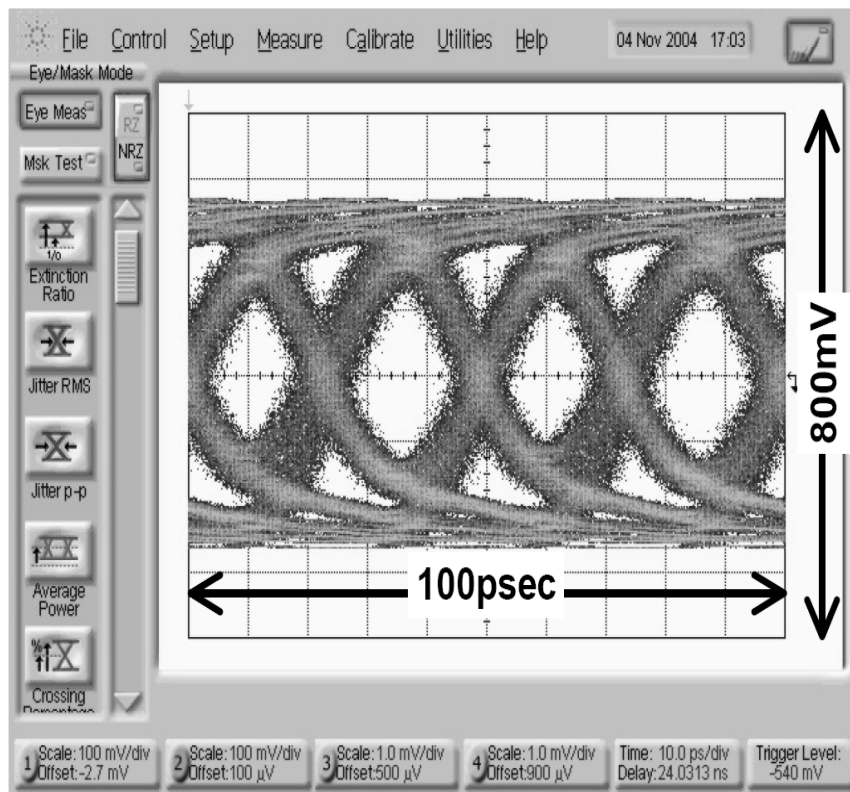 File Control Setup Measure Calibrate Utilities Help 04 Nov 2004 17:03
Eye/Mask Mode
Eye Meas
RZ
NRZ
Msk Test
1/0
Extinction
Ratio
Jitter RMS
Jitter p-p
Average
Power
%
Crossing
Percentage
800mV
100psec
1 Scale:100 mV/div
Offset:-2.7 mV
2 Scale:100 mV/div
Offset:100 μV
3 Scale:1.0 mV/div
Offset:500 μV
4 Scale:1.0 mV/div
Offset:900 μV
Time: 10.0 ps/div
Delay:24.0313 ns
Trigger Level:
-540 mV